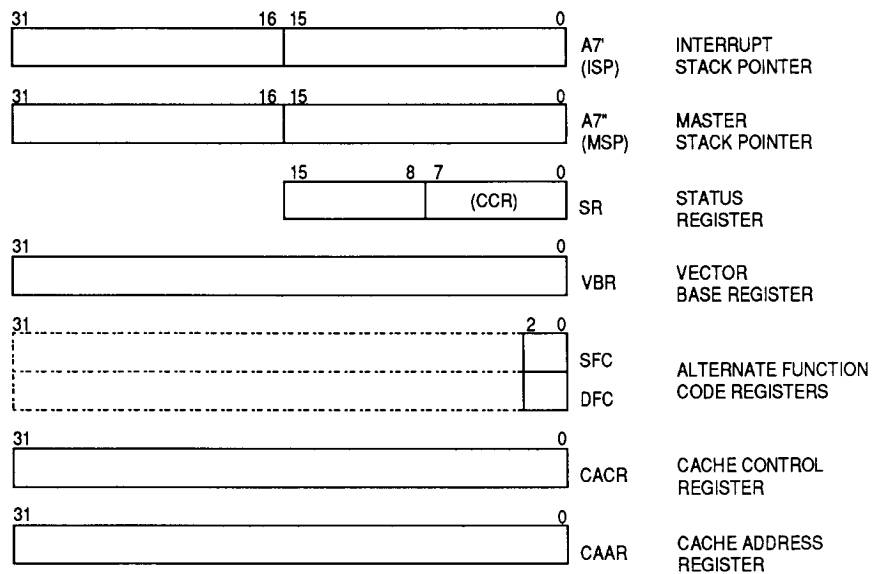 31 16 15 0
A7' INTERRUPT
(ISP) STACK POINTER
31 16 15 0
A7" MASTER
(MSP) STACK POINTER
15 8 7 0
(CCR) SR STATUS
REGISTER
31 0
VBR VECTOR
BASE REGISTER
31 2 0
SFC ALTERNATE FUNCTION
DFC CODE REGISTERS
31 0
CACR CACHE CONTROL
REGISTER
31 0
CAAR CACHE ADDRESS
REGISTER